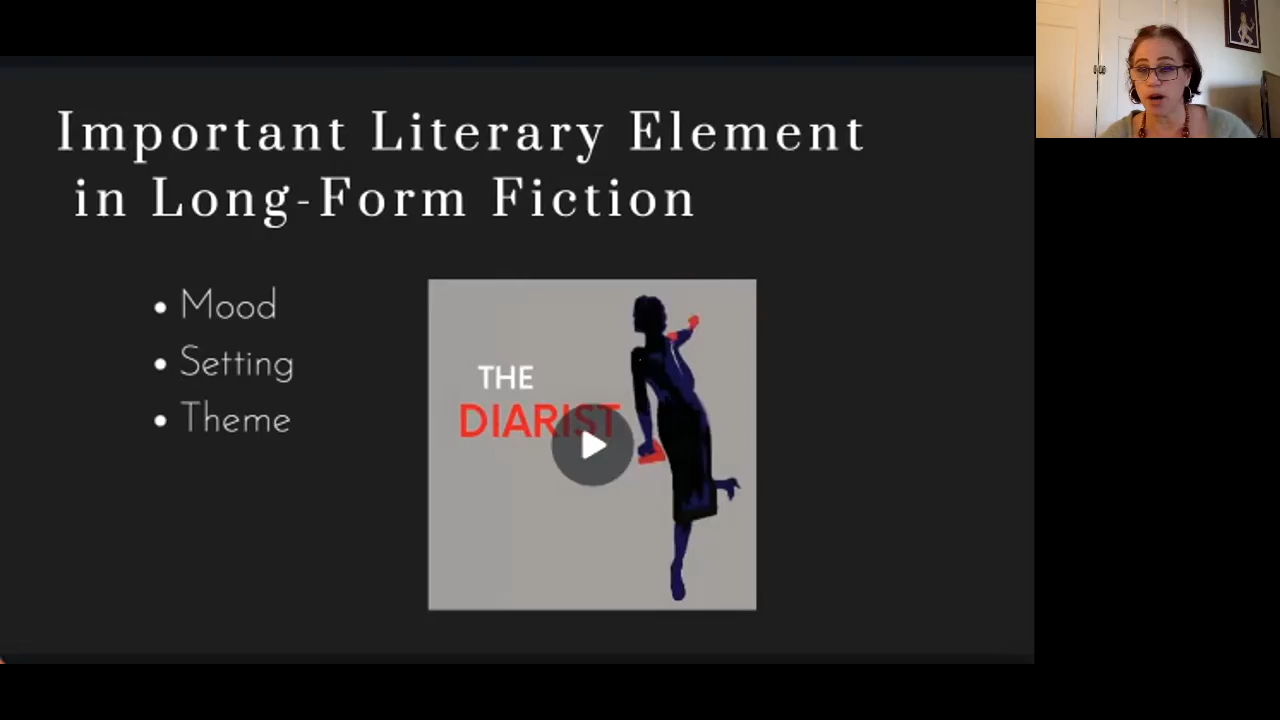 Important Literary Element
in Long-Form Fiction
• Mood
• Setting
• Theme
THE
DIARIST